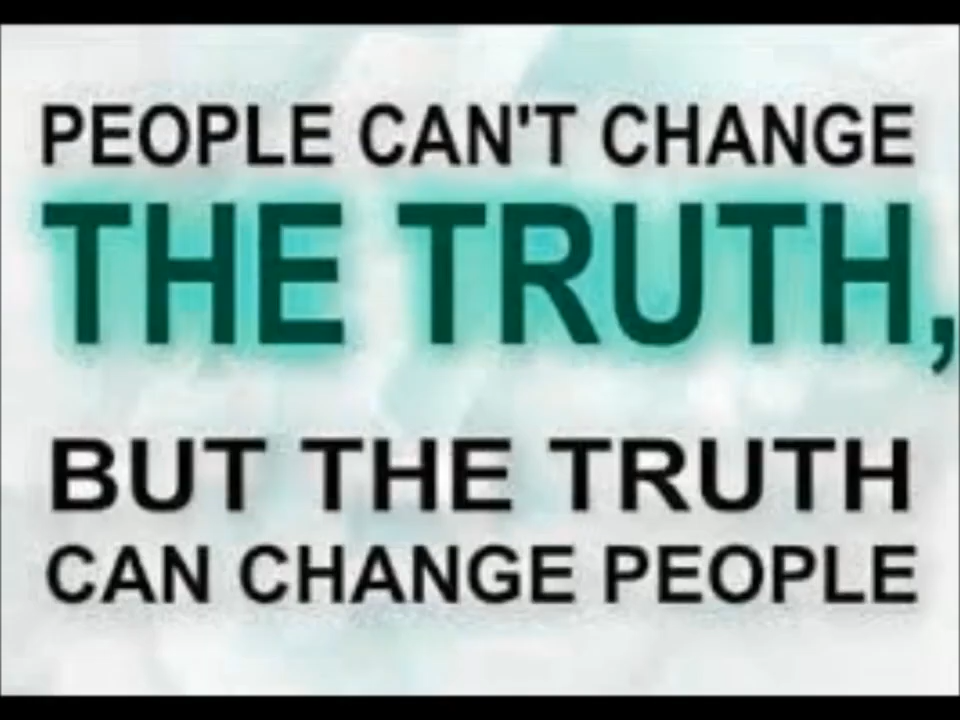 PEOPLE CAN'T CHANGE
THE TRUTH,
BUT THE TRUTH
CAN CHANGE PEOPLE